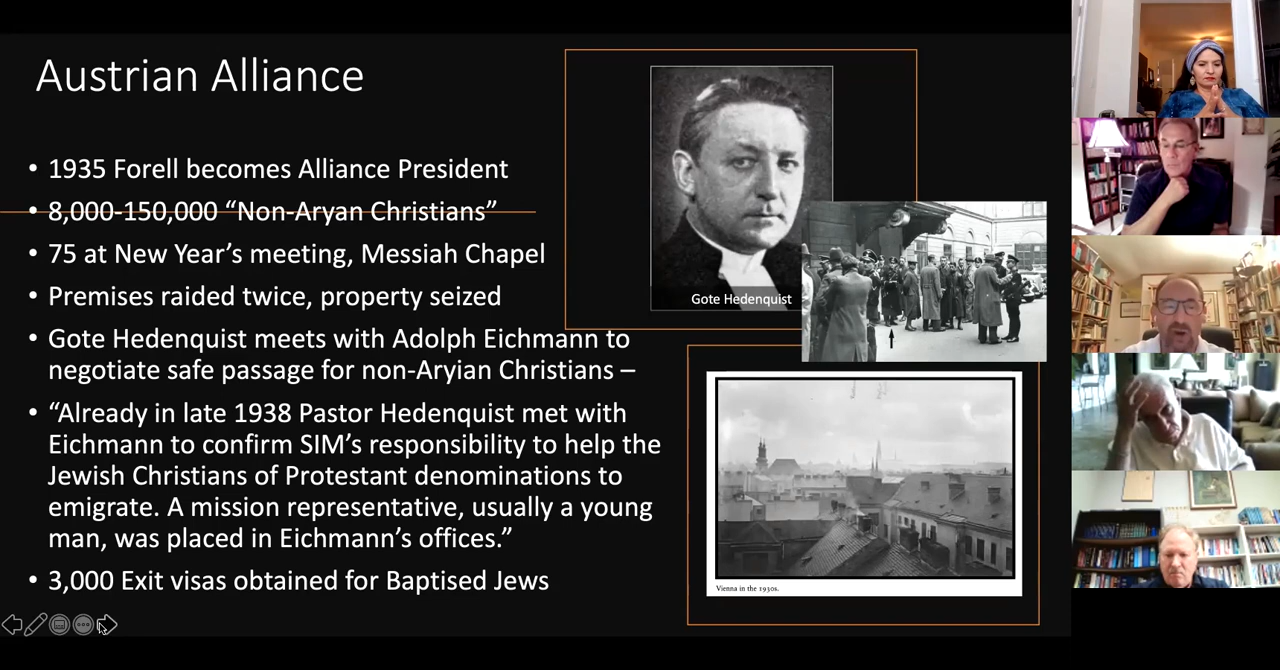 Austrian Alliance
• 1935 Forell becomes Alliance President
• 8,000-150,000 “Non-Aryan Christians”
• 75 at New Year’s meeting, Messiah Chapel
• Premises raided twice, property seized
• Gote Hedenquist meets with Adolph Eichmann to
negotiate safe passage for non-Aryian Christians –
• “Already in late 1938 Pastor Hedenquist met with
Eichmann to confirm SIM’s responsibility to help the
Jewish Christians of Protestant denominations to
emigrate. A mission representative, usually a young
man, was placed in Eichmann’s offices.”
• 3,000 Exit visas obtained for Baptised Jews
Gote Hedenquist
Vienna in the 1930s.